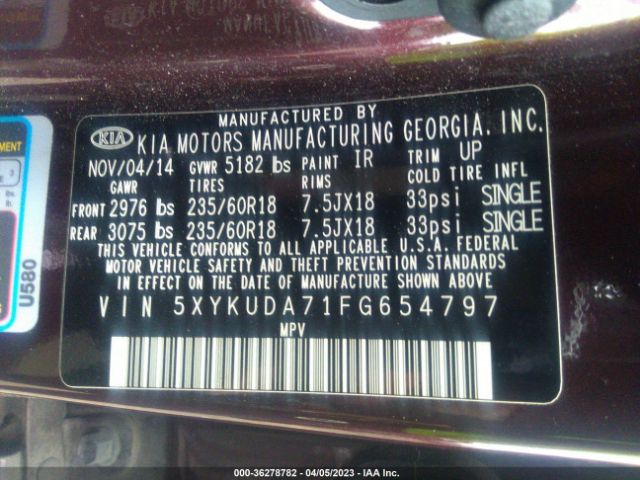 MANUFACTURED BY
KIA KIA MOTORS MANUFACTURING GEORGIA, INC.
NOV/04/14 GVWR 5182 lbs PAINT IR TRIM UP
GAWR TIRES RIMS COLD TIRE INFL
FRONT 2976 lbs 235/60R18 7.5JX18 33psi SINGLE
REAR 3075 lbs 235/60R18 7.5JX18 33psi SINGLE
THIS VEHICLE CONFORMS TO ALL APPLICABLE U.S.A. FEDERAL
MOTOR VEHICLE SAFETY AND THEFT PREVENTION STANDARDS
IN EFFECT ON THE DATE OF MANUFACTURE SHOWN ABOVE
VIN 5XYKUDA71FG654797
MPV
3
U580
000-36278782 - 04/05/2023 - IAA Inc.